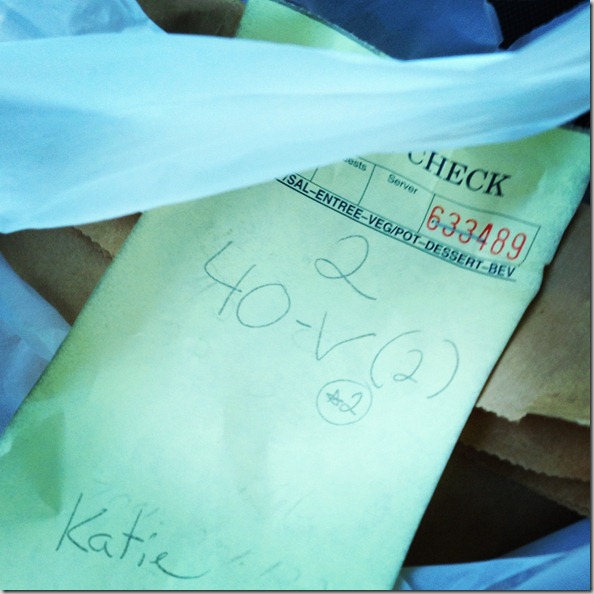 CHECK
Server
633489
SAL-ENTREE-VEG/POT-DESSERT-BEV
2
40-V (2)
2
Katie